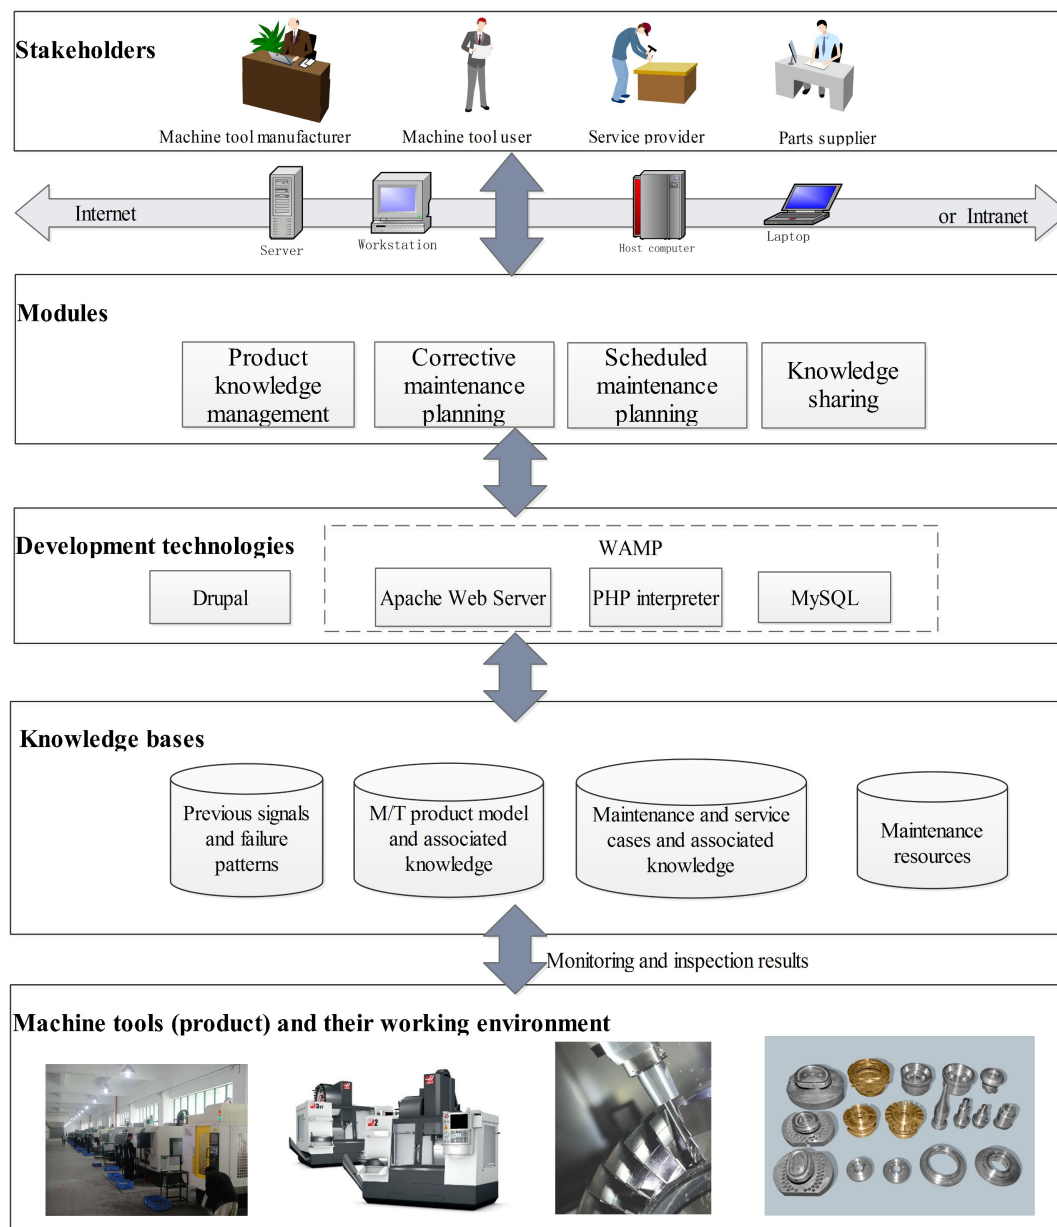 Stakeholders
Machine tool manufacturer
Machine tool user
Service provider
Parts supplier
Internet
or Intranet
Server
Workstation
Host computer
Laptop
Modules
Product
knowledge
management
Corrective
maintenance
planning
Scheduled
maintenance
planning
Knowledge
sharing
Development technologies
WAMP
Drupal
Apache Web Server
PHP interpreter
MySQL
Knowledge bases
Previous signals
and failure
patterns
M/T product model
and associated
knowledge
Maintenance and service
cases and associated
knowledge
Maintenance
resources
Monitoring and inspection results
Machine tools (product) and their working environment